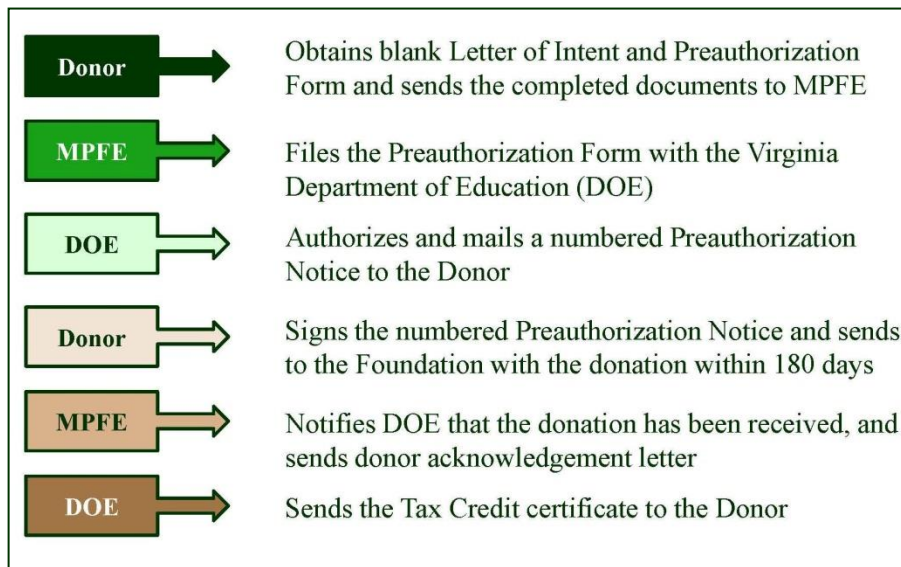 Donor
Obtains blank Letter of Intent and Preauthorization
Form and sends the completed documents to MPFE
MPFE
Files the Preauthorization Form with the Virginia
Department of Education (DOE)
DOE
Authorizes and mails a numbered Preauthorization
Notice to the Donor
Donor
Signs the numbered Preauthorization Notice and sends
to the Foundation with the donation within 180 days
MPFE
Notifies DOE that the donation has been received, and
sends donor acknowledgement letter
DOE
Sends the Tax Credit certificate to the Donor